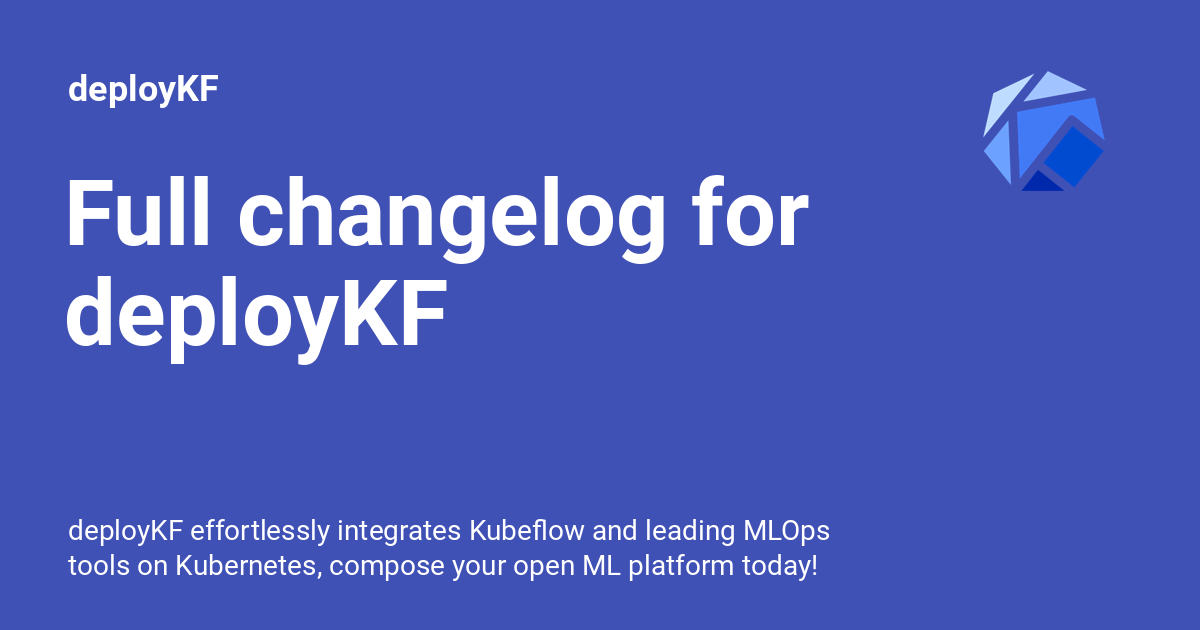 deployKF
Full changelog for
deployKF
deployKF effortlessly integrates Kubeflow and leading MLOps
tools on Kubernetes, compose your open ML platform today!